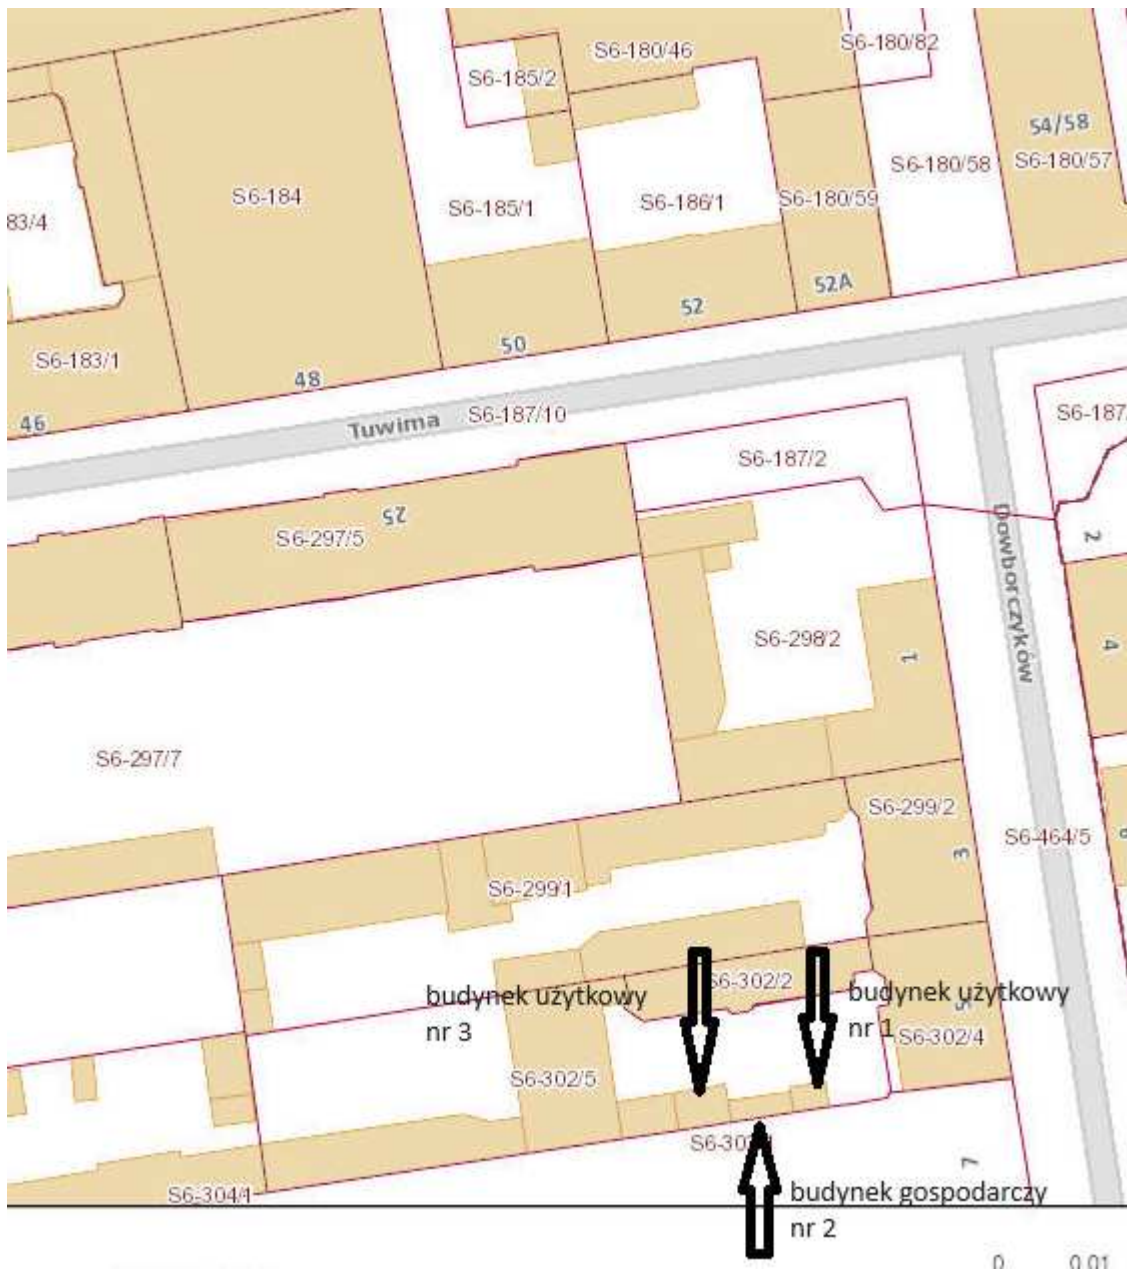 S6-180/46
S6-180/82
S6-185/2
54/58
S6-180/57
S6-180/58
S6-184
S6-185/1
S6-186/1
S6-180/59
83/4
52A
52
50
S6-183/1
48
46
Tuwima
S6-187/10
S6-187/
S6-187/2
25
S6-297/5
2
Dowborczyków
S6-298/2
1
4
S6-297/7
S6-299/2
S6-464/5
3
S6-299/1
S6-302/2
budynek użytkowy
nr 3
budynek użytkowy
nr 1
5
S6-302/4
S6-302/5
7
S6-304/1
budynek gospodarczy
nr 2
0
0.01